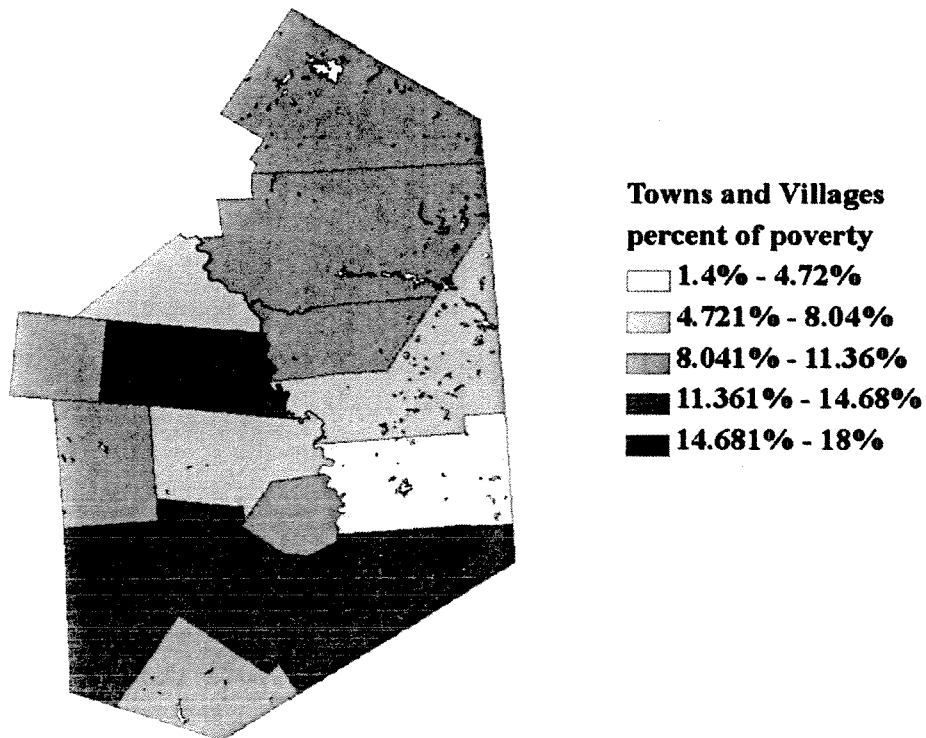 Towns and Villages
percent of poverty
1.4% - 4.72%
4.721% - 8.04%
8.041% - 11.36%
11.361% - 14.68%
14.681% - 18%